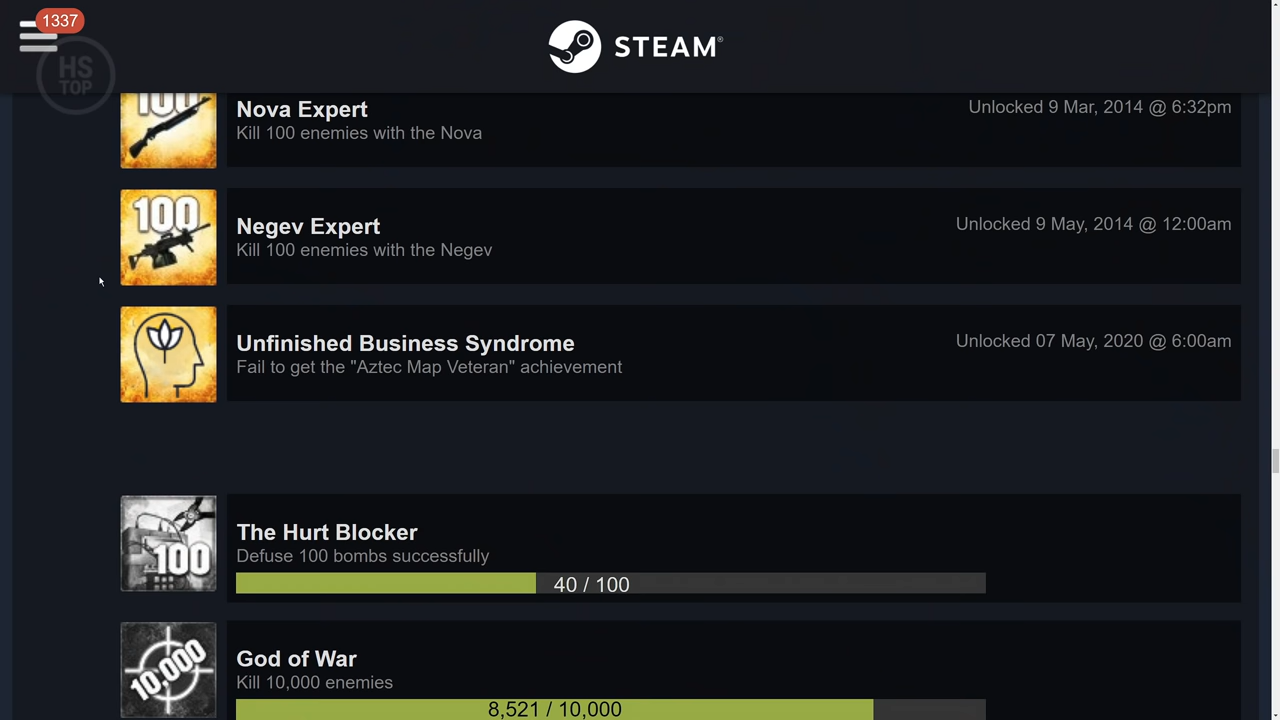 1337
HS
TOP
STEAM®
100
Nova Expert
Unlocked 9 Mar, 2014 @ 6:32pm
Kill 100 enemies with the Nova
100
Negev Expert
Unlocked 9 May, 2014 @ 12:00am
Kill 100 enemies with the Negev
Unfinished Business Syndrome
Unlocked 07 May, 2020 @ 6:00am
Fail to get the "Aztec Map Veteran" achievement
100
The Hurt Blocker
Defuse 100 bombs successfully
40 / 100
10,000
God of War
Kill 10,000 enemies
8,521 / 10,000